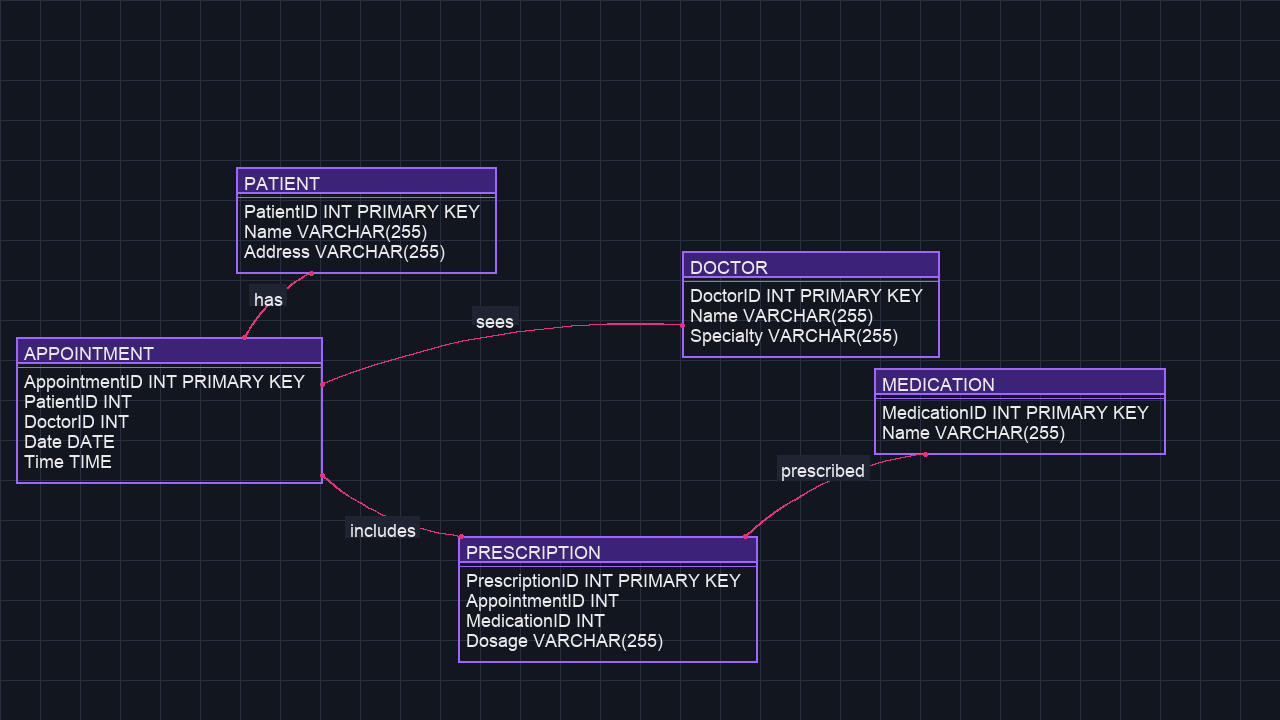 PATIENT
PatientID INT PRIMARY KEY
Name VARCHAR(255)
Address VARCHAR(255)
DOCTOR
DoctorID INT PRIMARY KEY
Name VARCHAR(255)
Specialty VARCHAR(255)
has
sees
APPOINTMENT
AppointmentID INT PRIMARY KEY
PatientID INT
DoctorID INT
Date DATE
Time TIME
MEDICATION
MedicationID INT PRIMARY KEY
Name VARCHAR(255)
prescribed
includes
PRESCRIPTION
PrescriptionID INT PRIMARY KEY
AppointmentID INT
MedicationID INT
Dosage VARCHAR(255)